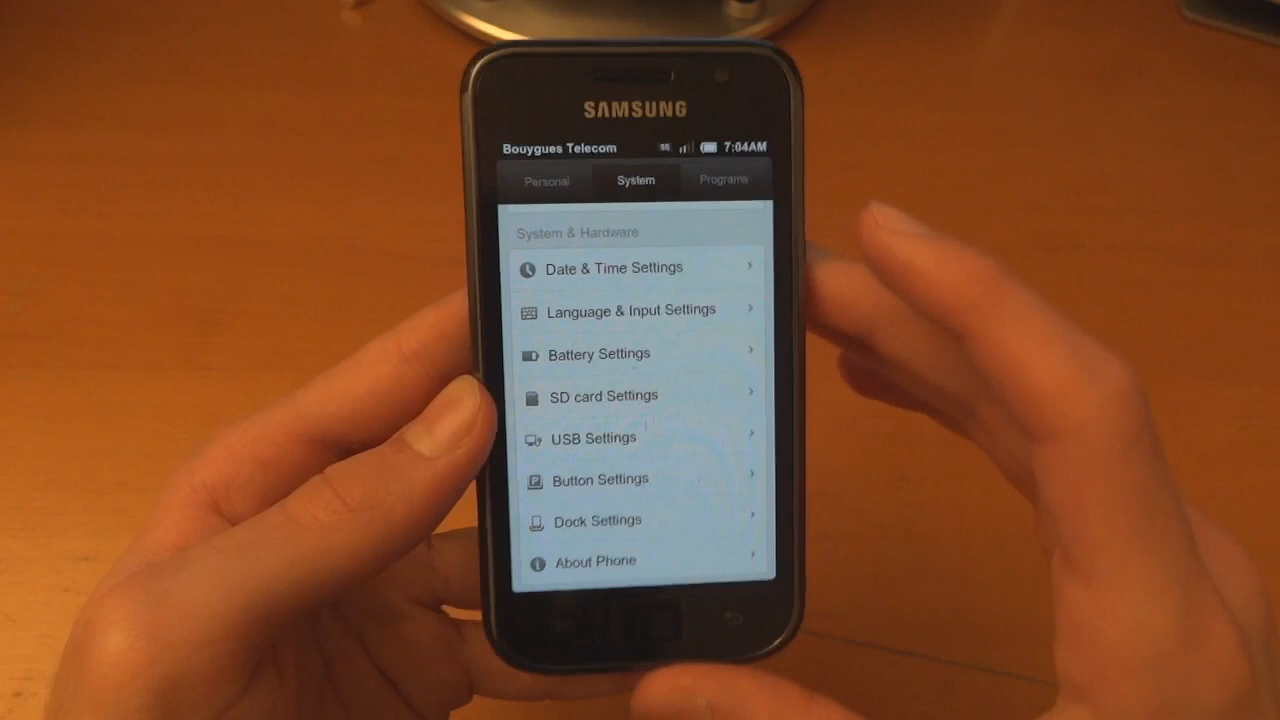 SAMSUNG
Bouygues Telecom 7:04AM
Personal System Programs
System & Hardware
Date & Time Settings
Language & Input Settings
Battery Settings
SD card Settings
USB Settings
Button Settings
Dock Settings
About Phone